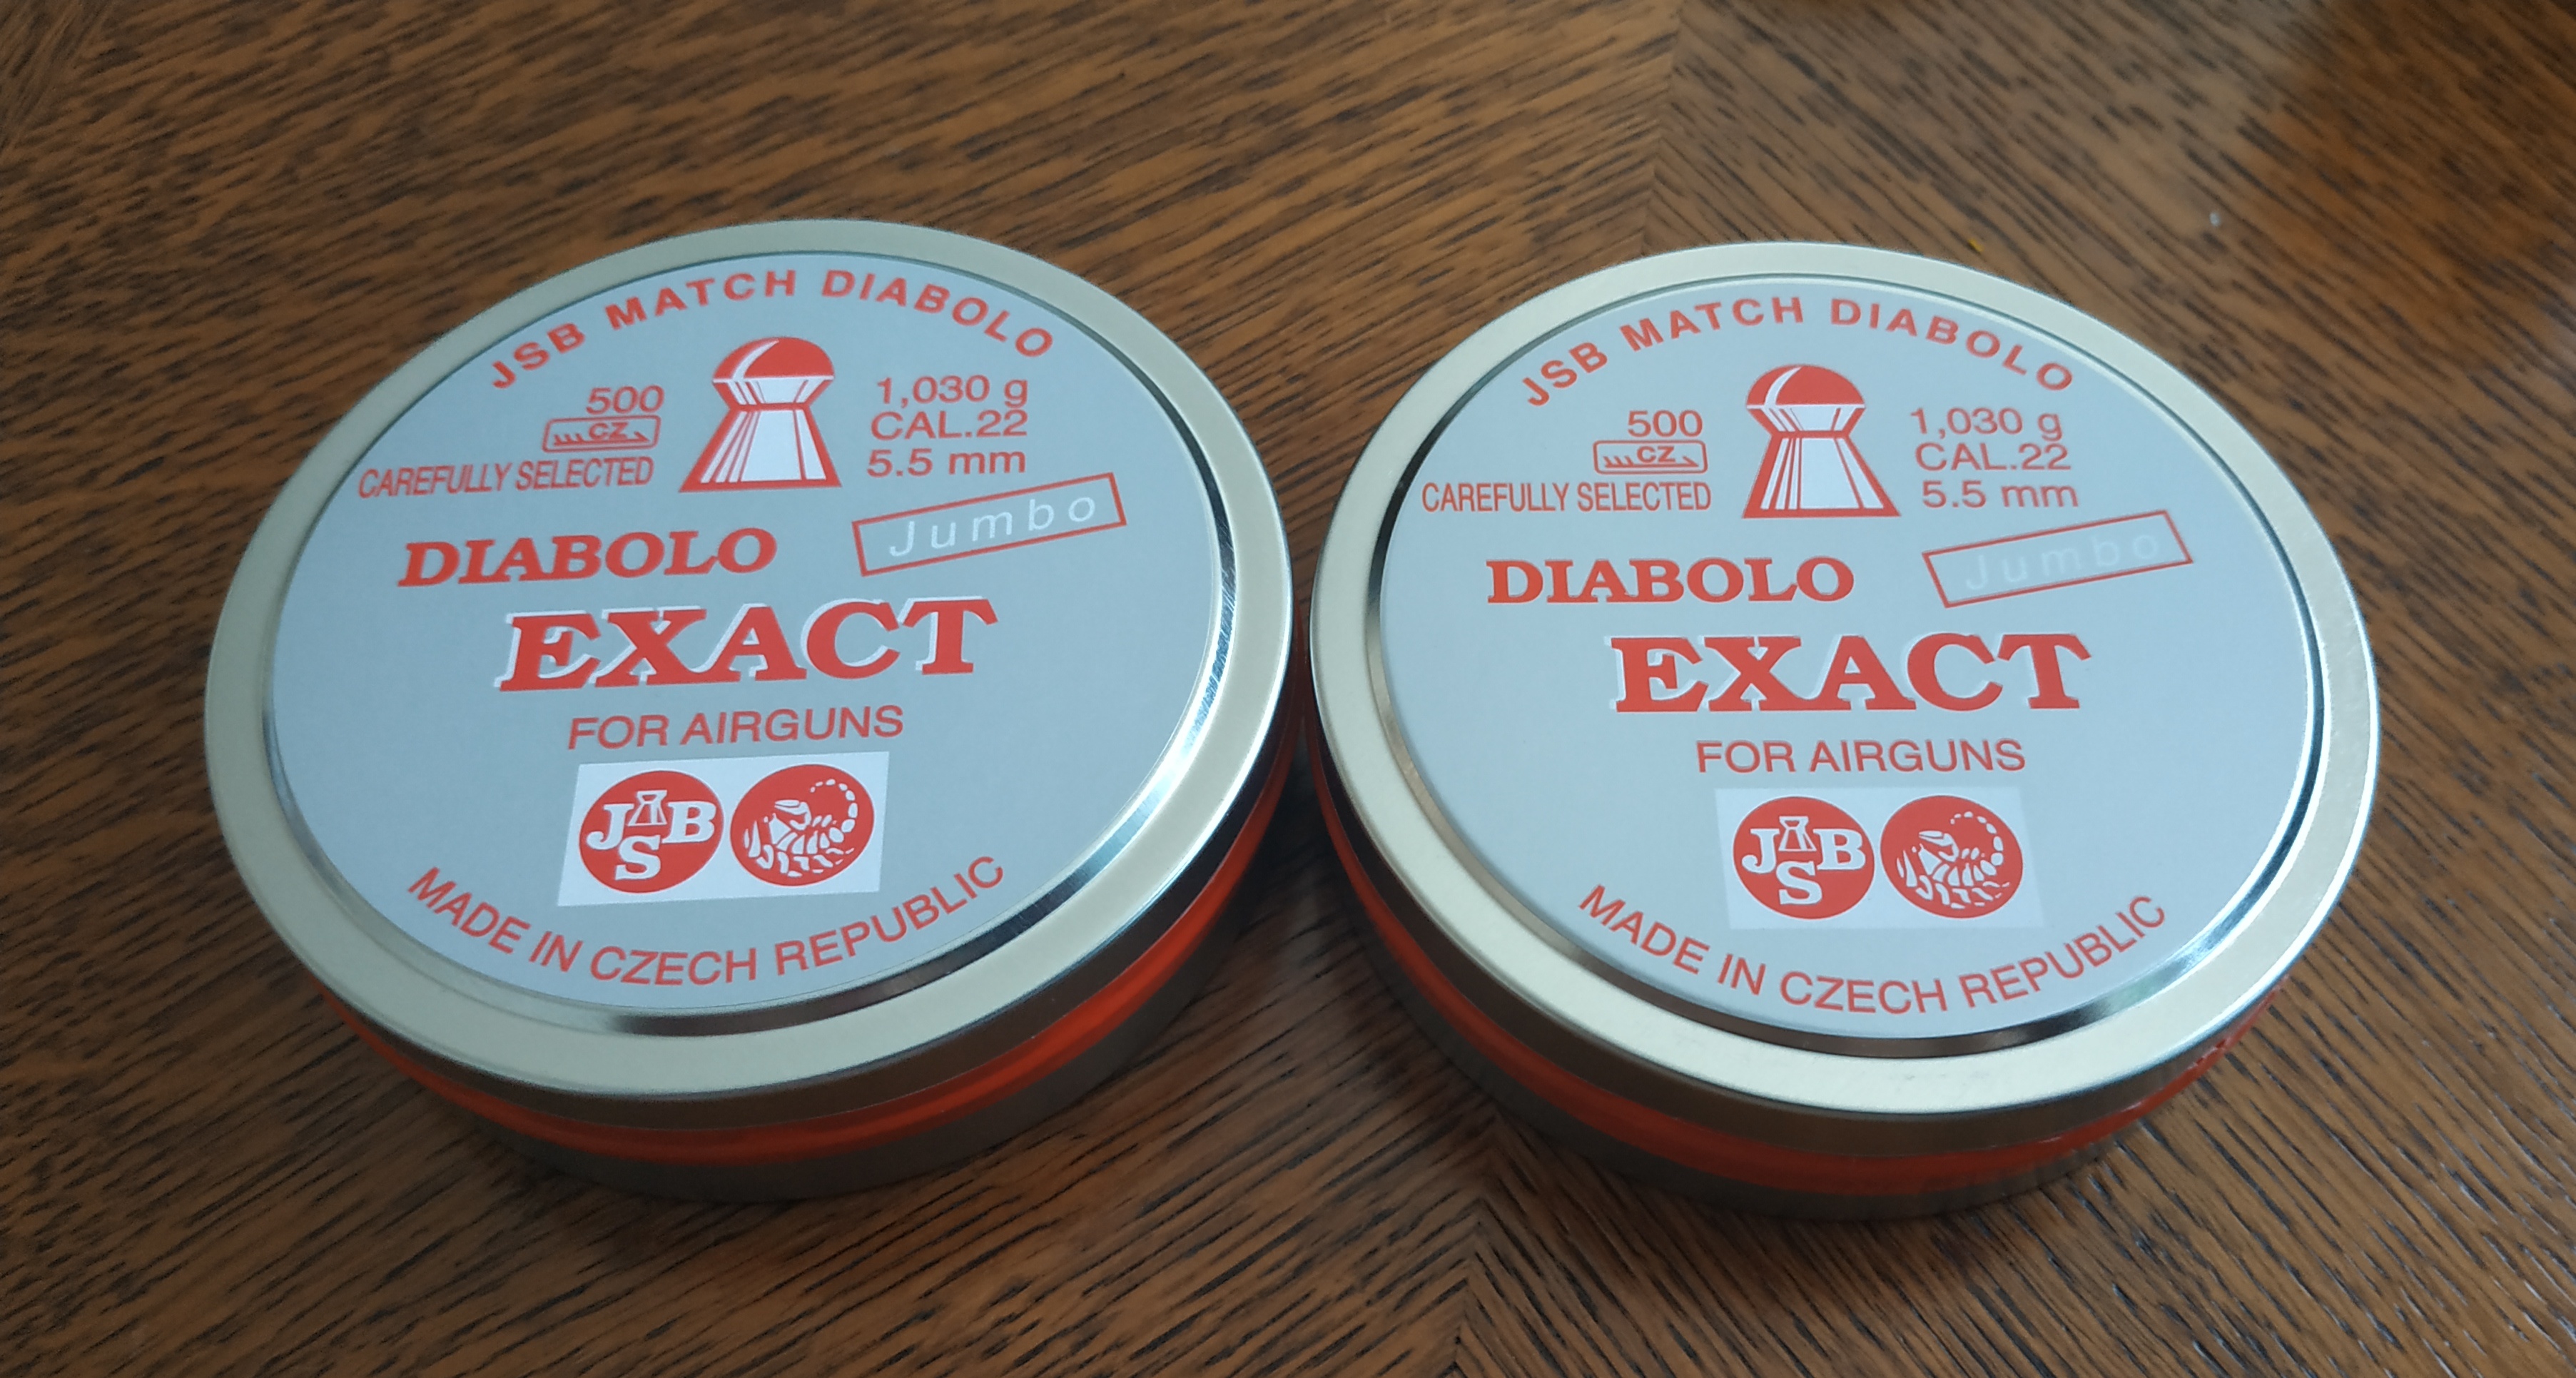 JSB MATCH DIABOLO
500
CZ
CAREFULLY SELECTED
1,030 g
CAL.22
5.5 mm
Jumbo
DIABOLO
EXACT
FOR AIRGUNS
JSB
MADE IN CZECH REPUBLIC
JSB MATCH DIABOLO
500
CZ
CAREFULLY SELECTED
1,030 g
CAL.22
5.5 mm
Jumbo
DIABOLO
EXACT
FOR AIRGUNS
JSB
MADE IN CZECH REPUBLIC